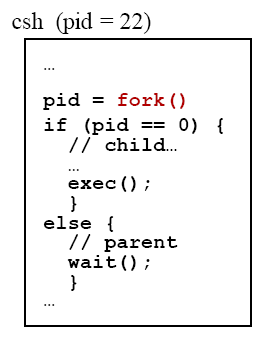 csh (pid = 22)
…
pid = fork()
if (pid == 0) {
// child…
…
exec();
}
else {
// parent
wait();
}
…